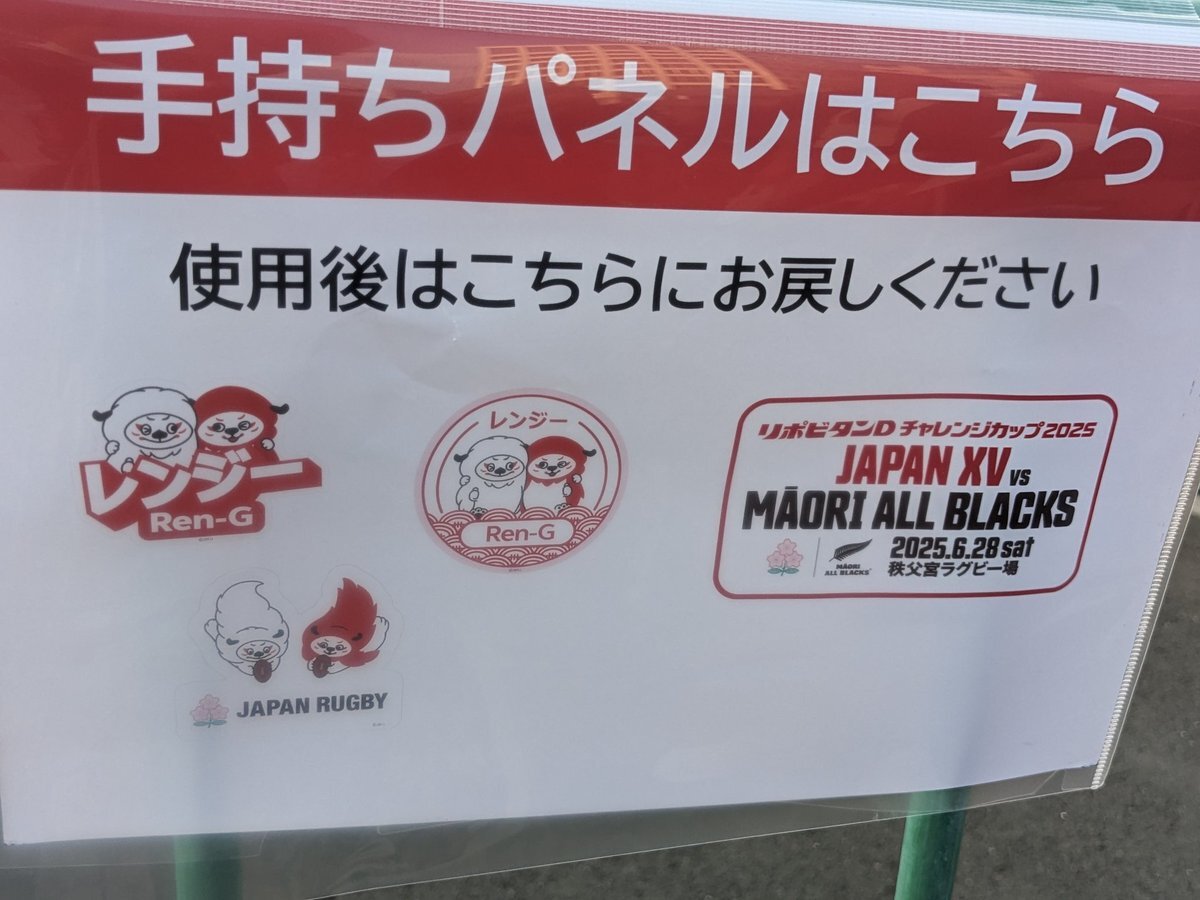 手持ちパネルはこちら
使用後はこちらにお戻しください
レンジー
Ren-G
レンジー
Ren-G
JAPAN RUGBY
リポビタンD チャレンジカップ2025
JAPAN XV VS
MĀORI ALL BLACKS
MĀORI
ALL BLACKS
2025.6.28 sat
秩父宮ラグビー場